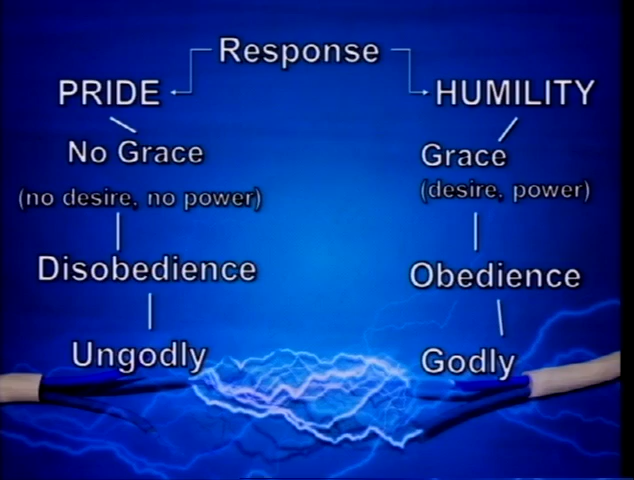 Response
PRIDE
HUMILITY
No Grace
Grace
(no desire, no power)
(desire, power)
Disobedience
Obedience
Ungodly
Godly